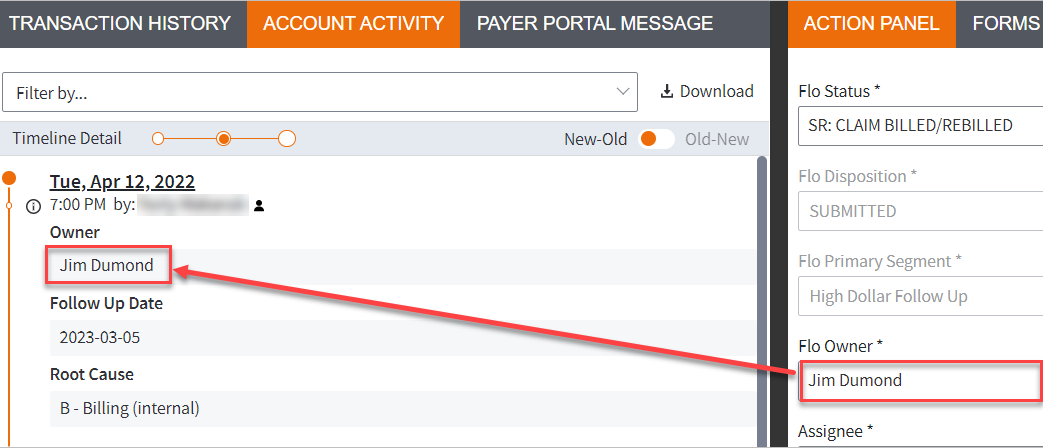 TRANSACTION HISTORY ACCOUNT ACTIVITY PAYER PORTAL MESSAGE
Filter by... Download
Timeline Detail New-Old Old-New
Tue, Apr 12, 2022
7:00 PM by:
Owner
Jim Dumond
Follow Up Date
2023-03-05
Root Cause
B - Billing (internal)
ACTION PANEL FORMS
Flo Status *
SR: CLAIM BILLED/REBILLED
Flo Disposition *
SUBMITTED
Flo Primary Segment *
High Dollar Follow Up
Flo Owner *
Jim Dumond
Assignee *